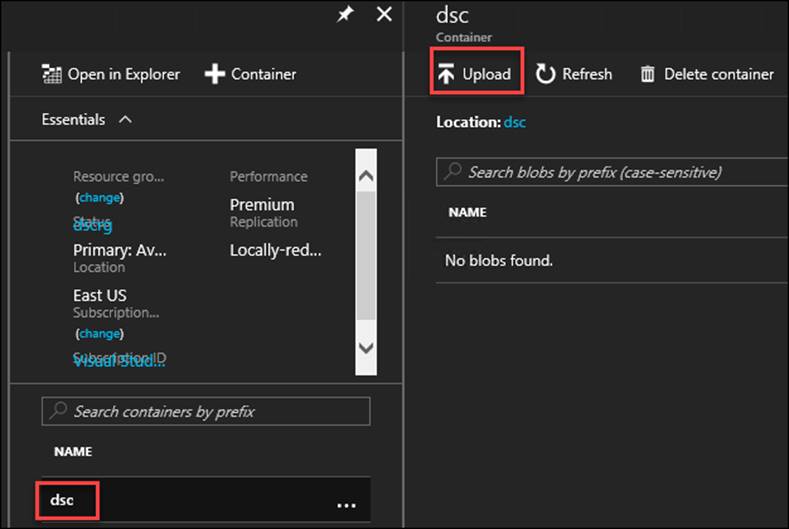 Open in Explorer
Container
Essentials
Resource gro...
(change)
dscrg
Status
Primary: Av...
Location
East US
Subscription...
(change)
Visual Stud...
Subscription ID
Performance
Premium
Replication
Locally-red...
Search containers by prefix
NAME
dsc
...
dsc
Container
Upload
Refresh
Delete container
Location: dsc
Search blobs by prefix (case-sensitive)
NAME
No blobs found.